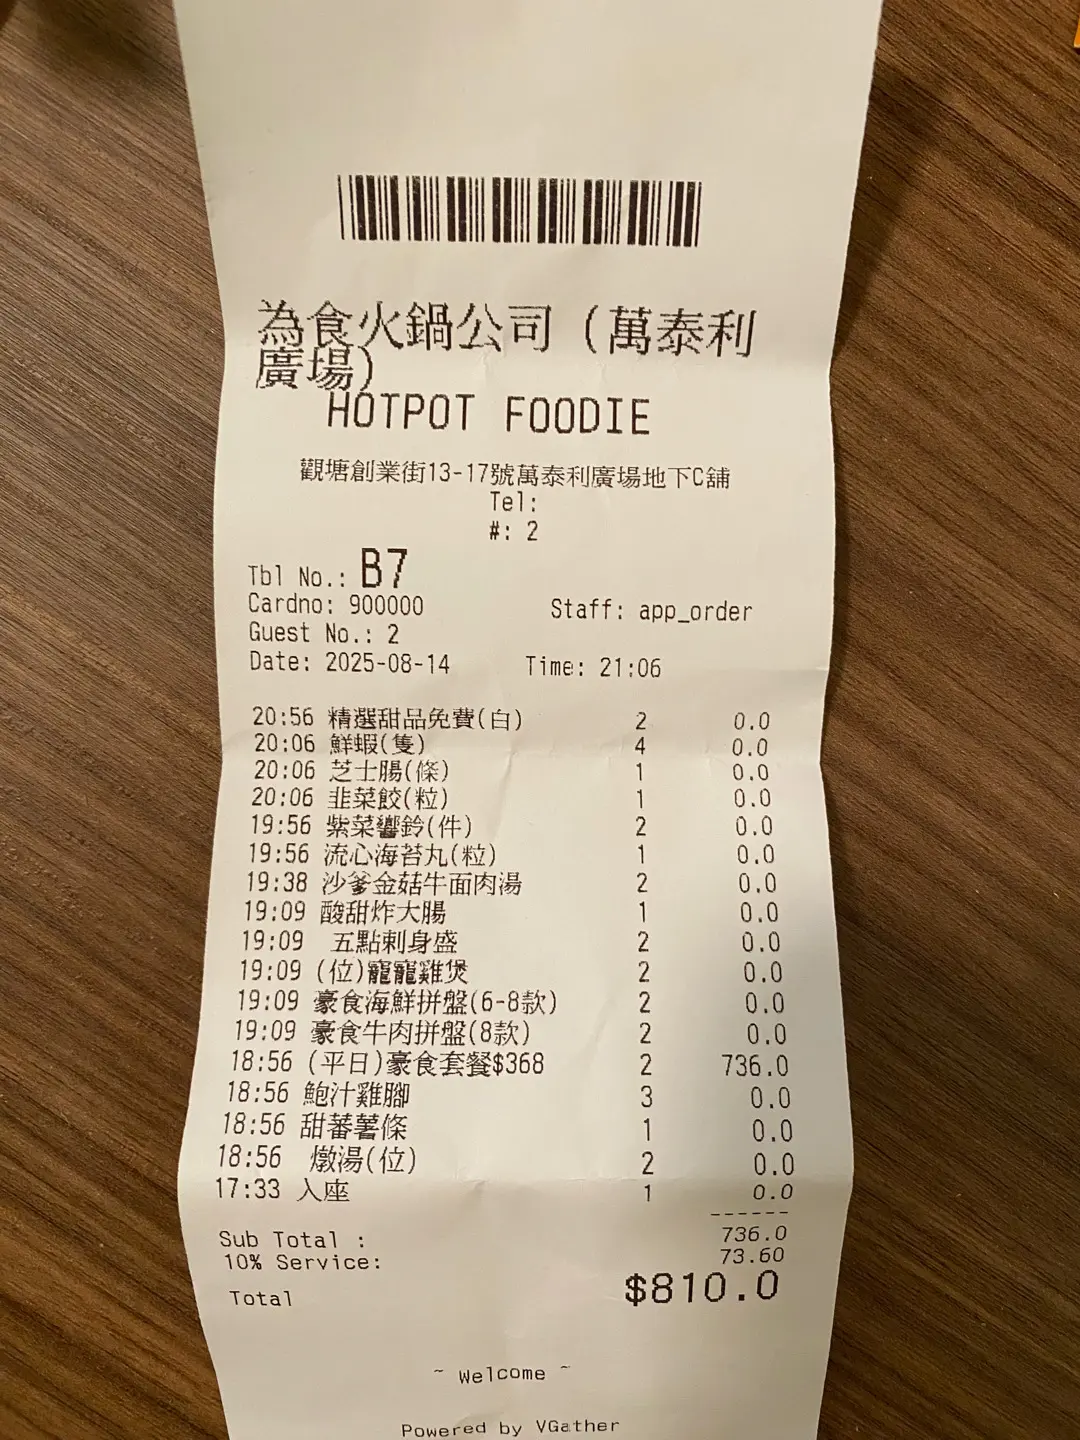 為食火鍋公司（萬泰利
廣場）
HOTPOT FOODIE
觀塘創業街13-17號萬泰利廣場地下C舖
Tel:
#: 2
Tbl No.: B7
Cardno: 900000 Staff: app_order
Guest No.: 2
Date: 2025-08-14 Time: 21:06
20:56 精選甜品免費(白) 2 0.0
20:06 鮮蝦(隻) 4 0.0
20:06 芝士腸(條) 1 0.0
20:06 韭菜餃(粒) 1 0.0
19:56 紫菜響鈴(件) 2 0.0
19:56 流心海苔丸(粒) 1 0.0
19:38 沙爹金菇牛面肉湯 2 0.0
19:09 酸甜炸大腸 1 0.0
19:09 五點刺身盛 2 0.0
19:09 (位)寵寵雞煲 2 0.0
19:09 豪食海鮮拼盤(6-8款) 2 0.0
19:09 豪食牛肉拼盤(8款) 2 0.0
18:56 (平日)豪食套餐$368 2 736.0
18:56 鮑汁雞腳 3 0.0
18:56 甜蕃薯條 1 0.0
18:56 燉湯(位) 2 0.0
17:33 入座 1 0.0
------
Sub Total : 736.0
10% Service: 73.60
Total $810.0
~ Welcome ~
Powered by VGather